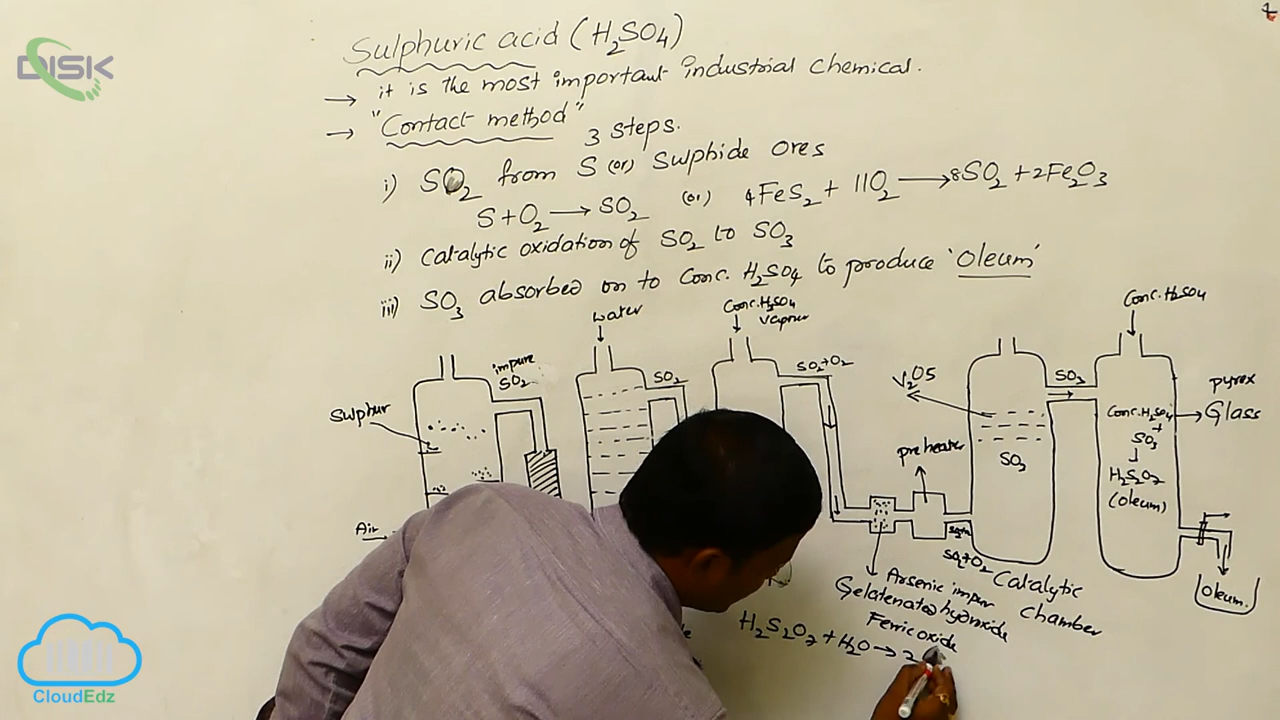 DISK
Sulphuric acid (H2SO4)
→ it is the most important industrial chemical.
→ "Contact method"
3 steps.
i) SO2 from S (or) Sulphide ores
S + O2 → SO2 (or) 4FeS2 + 11O2 → 8SO2 + 2Fe2O3
ii) Catalytic oxidation of SO2 to SO3
iii) SO3 absorbed on to Conc. H2SO4 to produce 'Oleum'
Sulphur
Air
impure
SO2
water
SO2
Conc.H2SO4
vapour
SO2+O2
preheater
V2O5
SO3
SO3
Conc.H2SO4
Conc.H2SO4
+
SO3
↓
H2S2O7
(oleum)
pyrex
Glass
SO2+O2
Catalytic
chamber
Arsenic impur
Gelatenated hydroxide
Ferric oxide
Oleum.
H2S2O7 + H2O → 2
CloudEdz